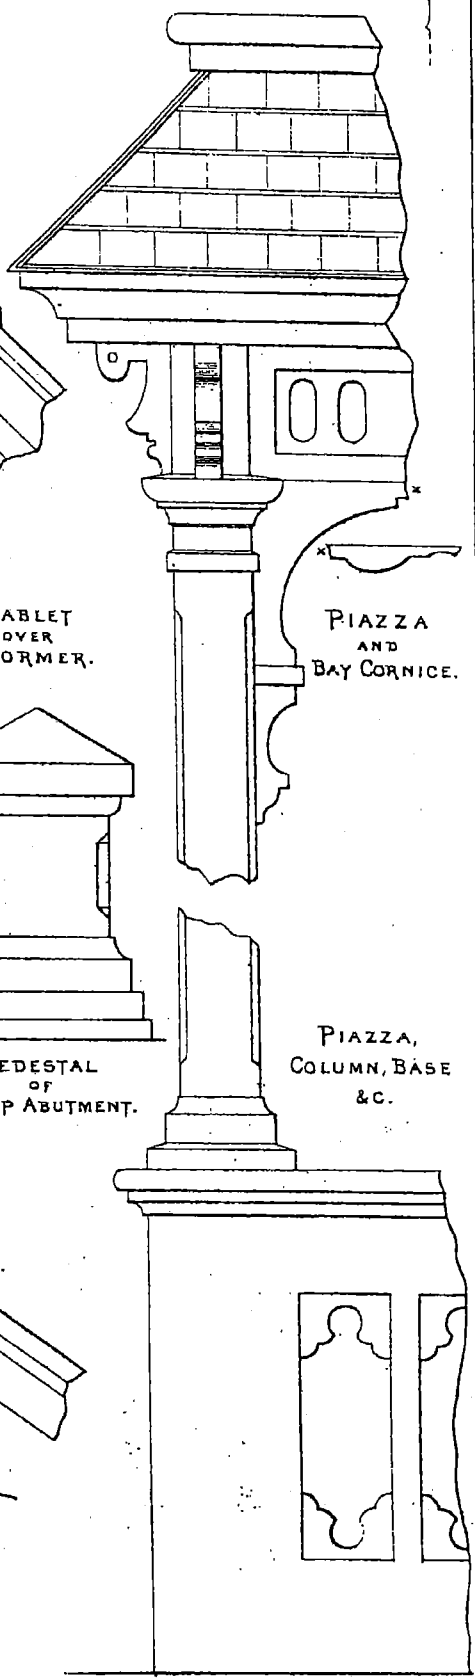 ABLET
OVER
ORMER.
PIAZZA
AND
BAY CORNICE.
EDESTAL
OF
P ABUTMENT.
PIAZZA,
COLUMN, BASE
&C.